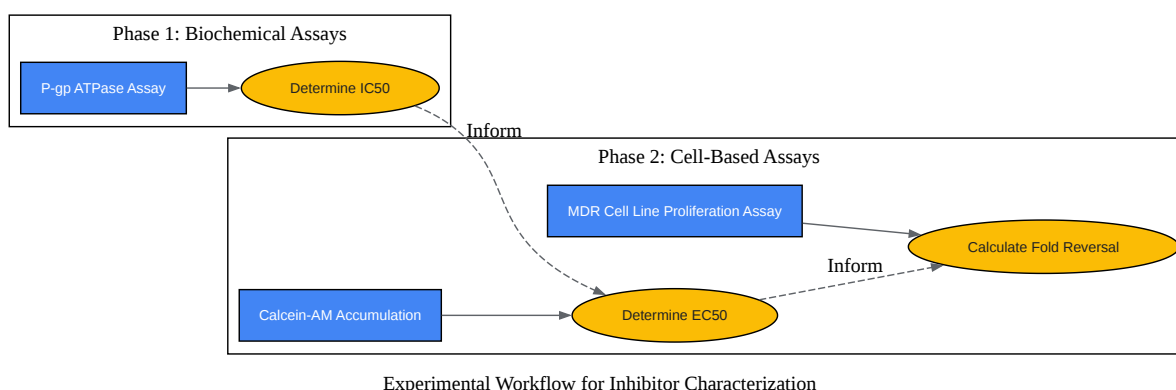 Phase 1: Biochemical Assays
P-gp ATPase Assay
Determine IC50
Inform
Phase 2: Cell-Based Assays
MDR Cell Line Proliferation Assay
Calculate Fold Reversal
Inform
Calcein-AM Accumulation
Determine EC50
Experimental Workflow for Inhibitor Characterization